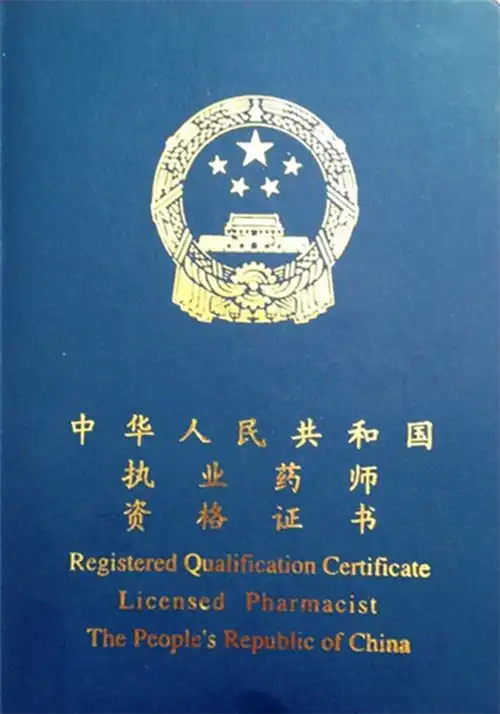 中华人民共和国
执业药师
资格证书
Registered Qualification Certificate
Licensed Pharmacist
The People's Republic of China